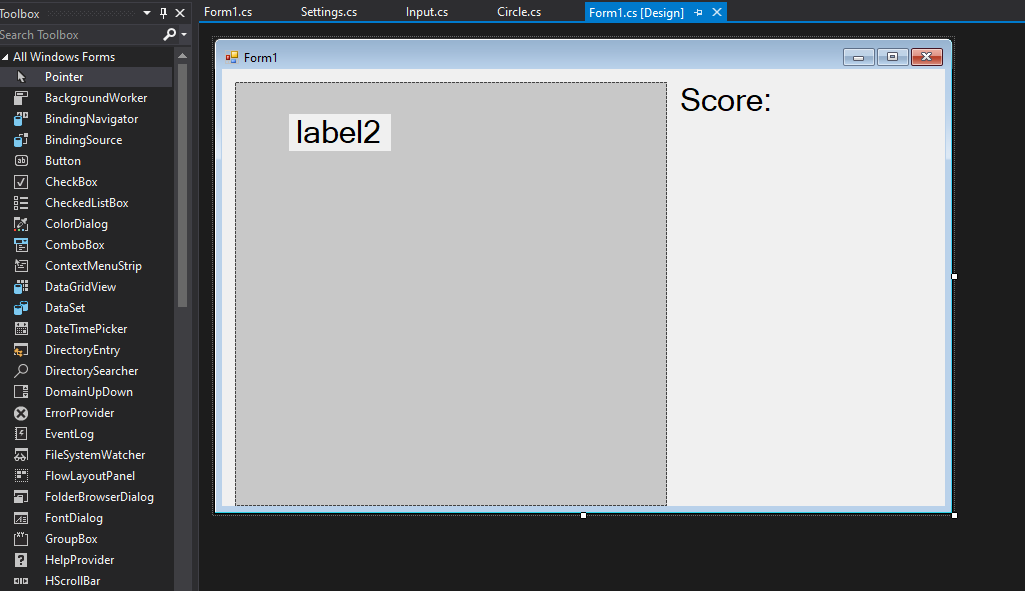 Toolbox
Search Toolbox
All Windows Forms
Pointer
BackgroundWorker
BindingNavigator
BindingSource
Button
CheckBox
CheckedListBox
ColorDialog
ComboBox
ContextMenuStrip
DataGridView
DataSet
DateTimePicker
DirectoryEntry
DirectorySearcher
DomainUpDown
ErrorProvider
EventLog
FileSystemWatcher
FlowLayoutPanel
FolderBrowserDialog
FontDialog
GroupBox
HelpProvider
HScrollBar
Form1.cs Settings.cs Input.cs Circle.cs Form1.cs [Design]
Form1
label2
Score: